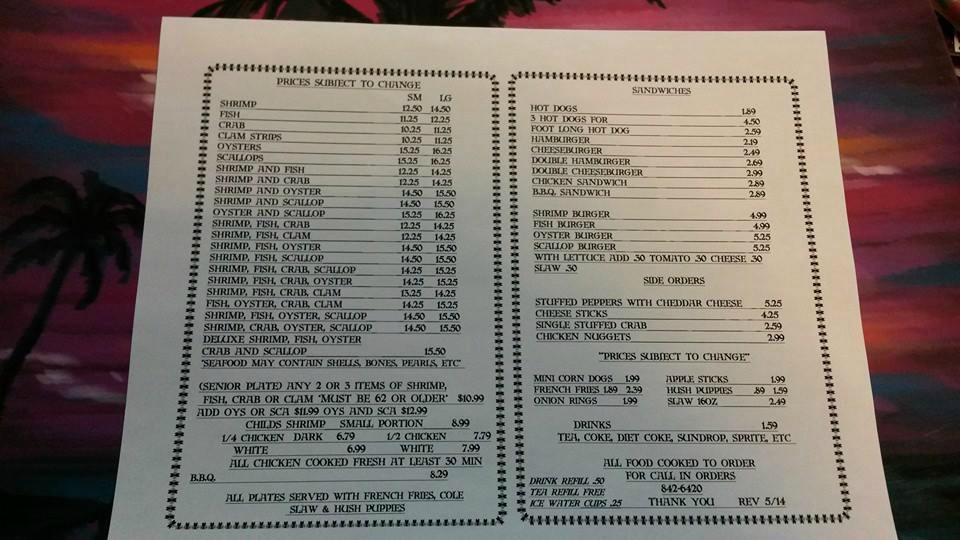 PRICES SUBJECT TO CHANGE
SM LG
SHRIMP 12.50 14.50
FISH 11.25 12.25
CRAB 10.25 11.25
CLAM STRIPS 10.25 11.25
OYSTERS 15.25 16.25
SCALLOPS 15.25 16.25
SHRIMP AND FISH 12.25 14.25
SHRIMP AND CRAB 12.25 14.25
SHRIMP AND OYSTER 14.50 15.50
SHRIMP AND SCALLOP 14.50 15.50
OYSTER AND SCALLOP 15.25 16.25
SHRIMP, FISH, CRAB 12.25 14.25
SHRIMP, FISH, CLAM 12.25 14.25
SHRIMP, FISH, OYSTER 14.50 15.50
SHRIMP, FISH, SCALLOP 14.50 15.50
SHRIMP, FISH, CRAB, SCALLOP 14.25 15.25
SHRIMP, FISH, CRAB, OYSTER 14.25 15.25
SHRIMP, FISH, CRAB, CLAM 13.25 14.25
FISH, OYSTER, CRAB, CLAM 14.25 15.25
SHRIMP, FISH, OYSTER, SCALLOP 14.50 15.50
SHRIMP, CRAB, OYSTER, SCALLOP 14.50 15.50
DELUXE SHRIMP, FISH, OYSTER
CRAB AND SCALLOP 15.50
"SEAFOOD MAY CONTAIN SHELLS, BONES, PEARLS, ETC"
(SENIOR PLATE) ANY 2 OR 3 ITEMS OF SHRIMP,
FISH, CRAB OR CLAM "MUST BE 62 OR OLDER" $10.99
ADD OYS OR SCA $11.99 OYS AND SCA $12.99
CHILDS SHRIMP SMALL PORTION 8.99
1/4 CHICKEN DARK 6.79 1/2 CHICKEN 7.79
WHITE 6.99 WHITE 7.99
ALL CHICKEN COOKED FRESH AT LEAST 30 MIN
B.B.Q. 8.29
ALL PLATES SERVED WITH FRENCH FRIES, COLE
SLAW & HUSH PUPPIES
SANDWICHES
HOT DOGS 1.89
3 HOT DOGS FOR 4.50
FOOT LONG HOT DOG 2.59
HAMBURGER 2.19
CHEESEBURGER 2.49
DOUBLE HAMBURGER 2.69
DOUBLE CHEESEBURGER 2.99
CHICKEN SANDWICH 2.89
B.B.Q. SANDWICH 2.89
SHRIMP BURGER 4.99
FISH BURGER 4.99
OYSTER BURGER 5.25
SCALLOP BURGER 5.25
WITH LETTUCE ADD .30 TOMATO .30 CHEESE .30
SLAW .30
SIDE ORDERS
STUFFED PEPPERS WITH CHEDDAR CHEESE 5.25
CHEESE STICKS 4.25
SINGLE STUFFED CRAB 2.59
CHICKEN NUGGETS 2.99
"PRICES SUBJECT TO CHANGE"
MINI CORN DOGS 1.99 APPLE STICKS 1.99
FRENCH FRIES 1.89 2.39 HUSH PUPPIES .89 1.59
ONION RINGS 1.99 SLAW 16OZ 2.49
DRINKS 1.59
TEA, COKE, DIET COKE, SUNDROP, SPRITE, ETC
ALL FOOD COOKED TO ORDER
DRINK REFILL .50 FOR CALL IN ORDERS
TEA REFILL FREE 842-6420
ICE WATER CUPS .25 THANK YOU REV 5/14